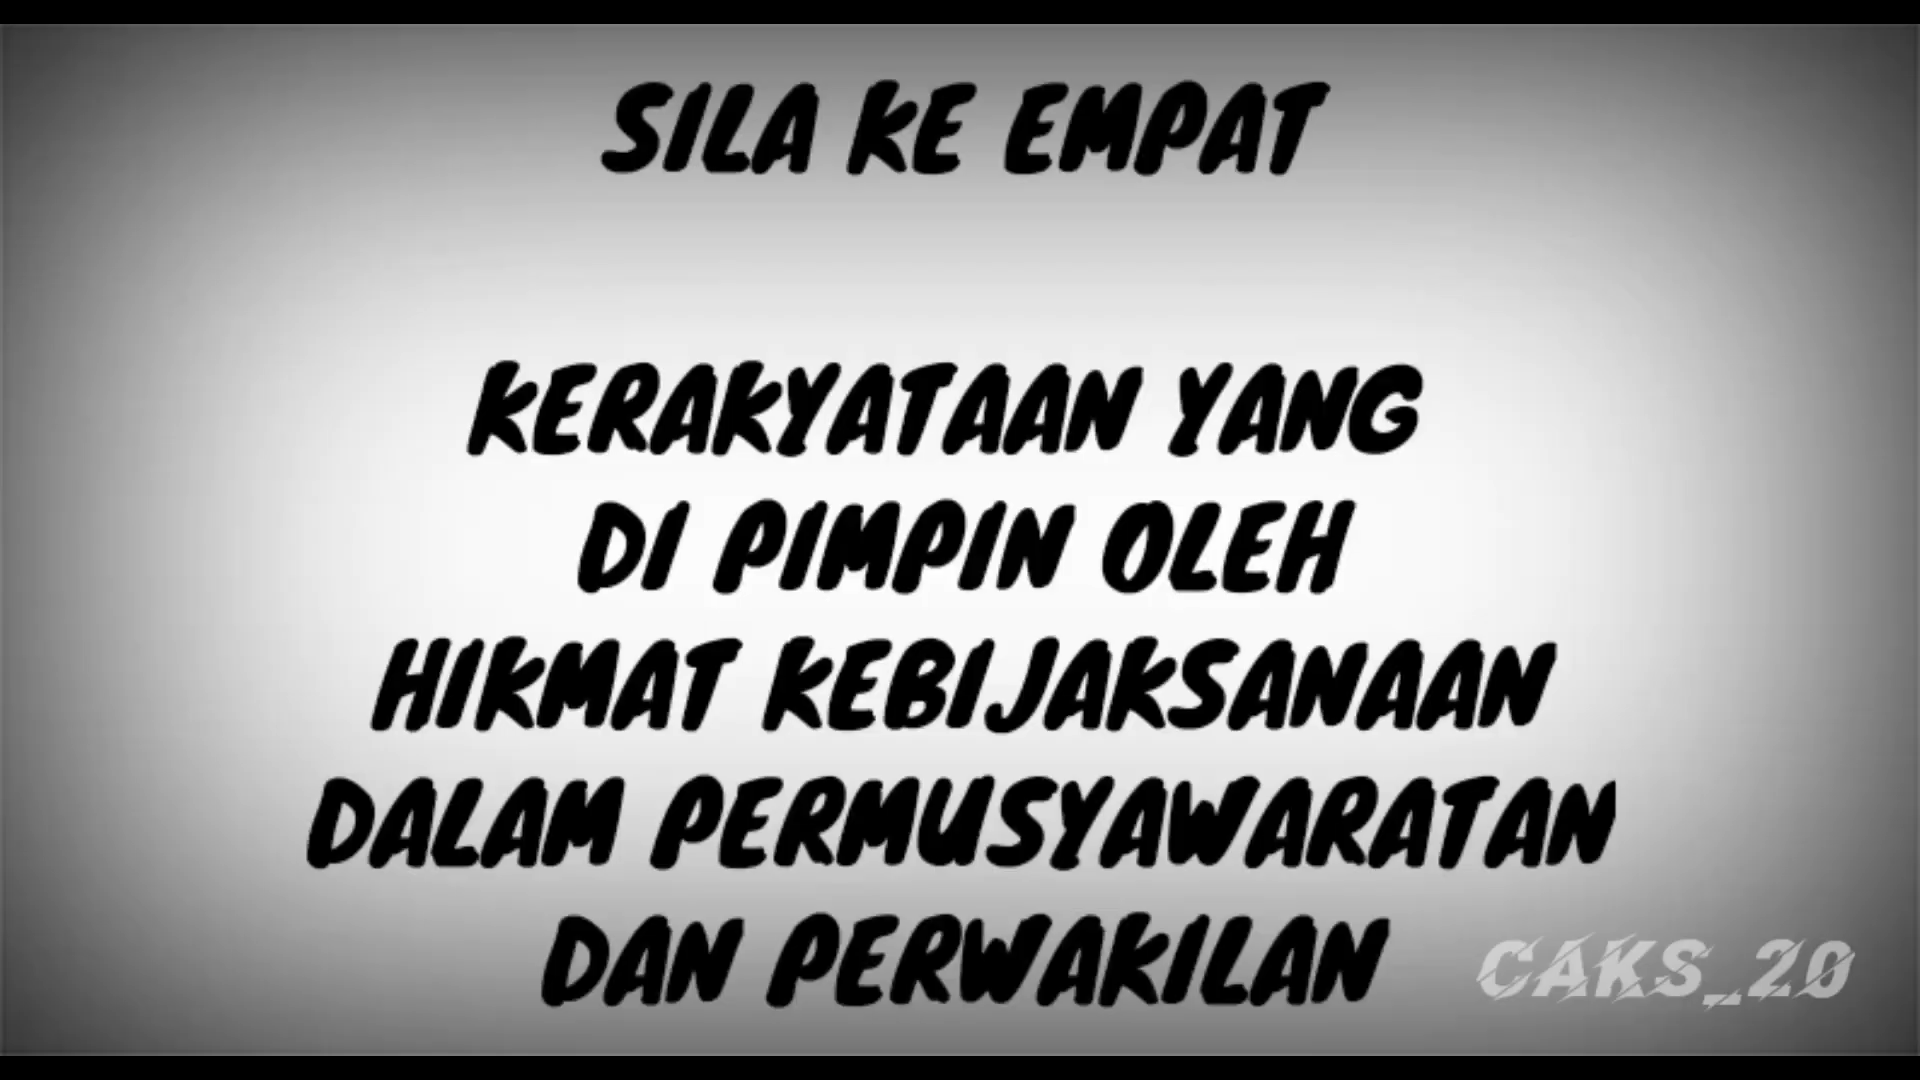 SILA KE EMPAT
KERAKYATAAN YANG
DI PIMPIN OLEH
HIKMAT KEBIJAKSANAAN
DALAM PERMUSYAWARATAN
DAN PERWAKILAN
CAKS_20